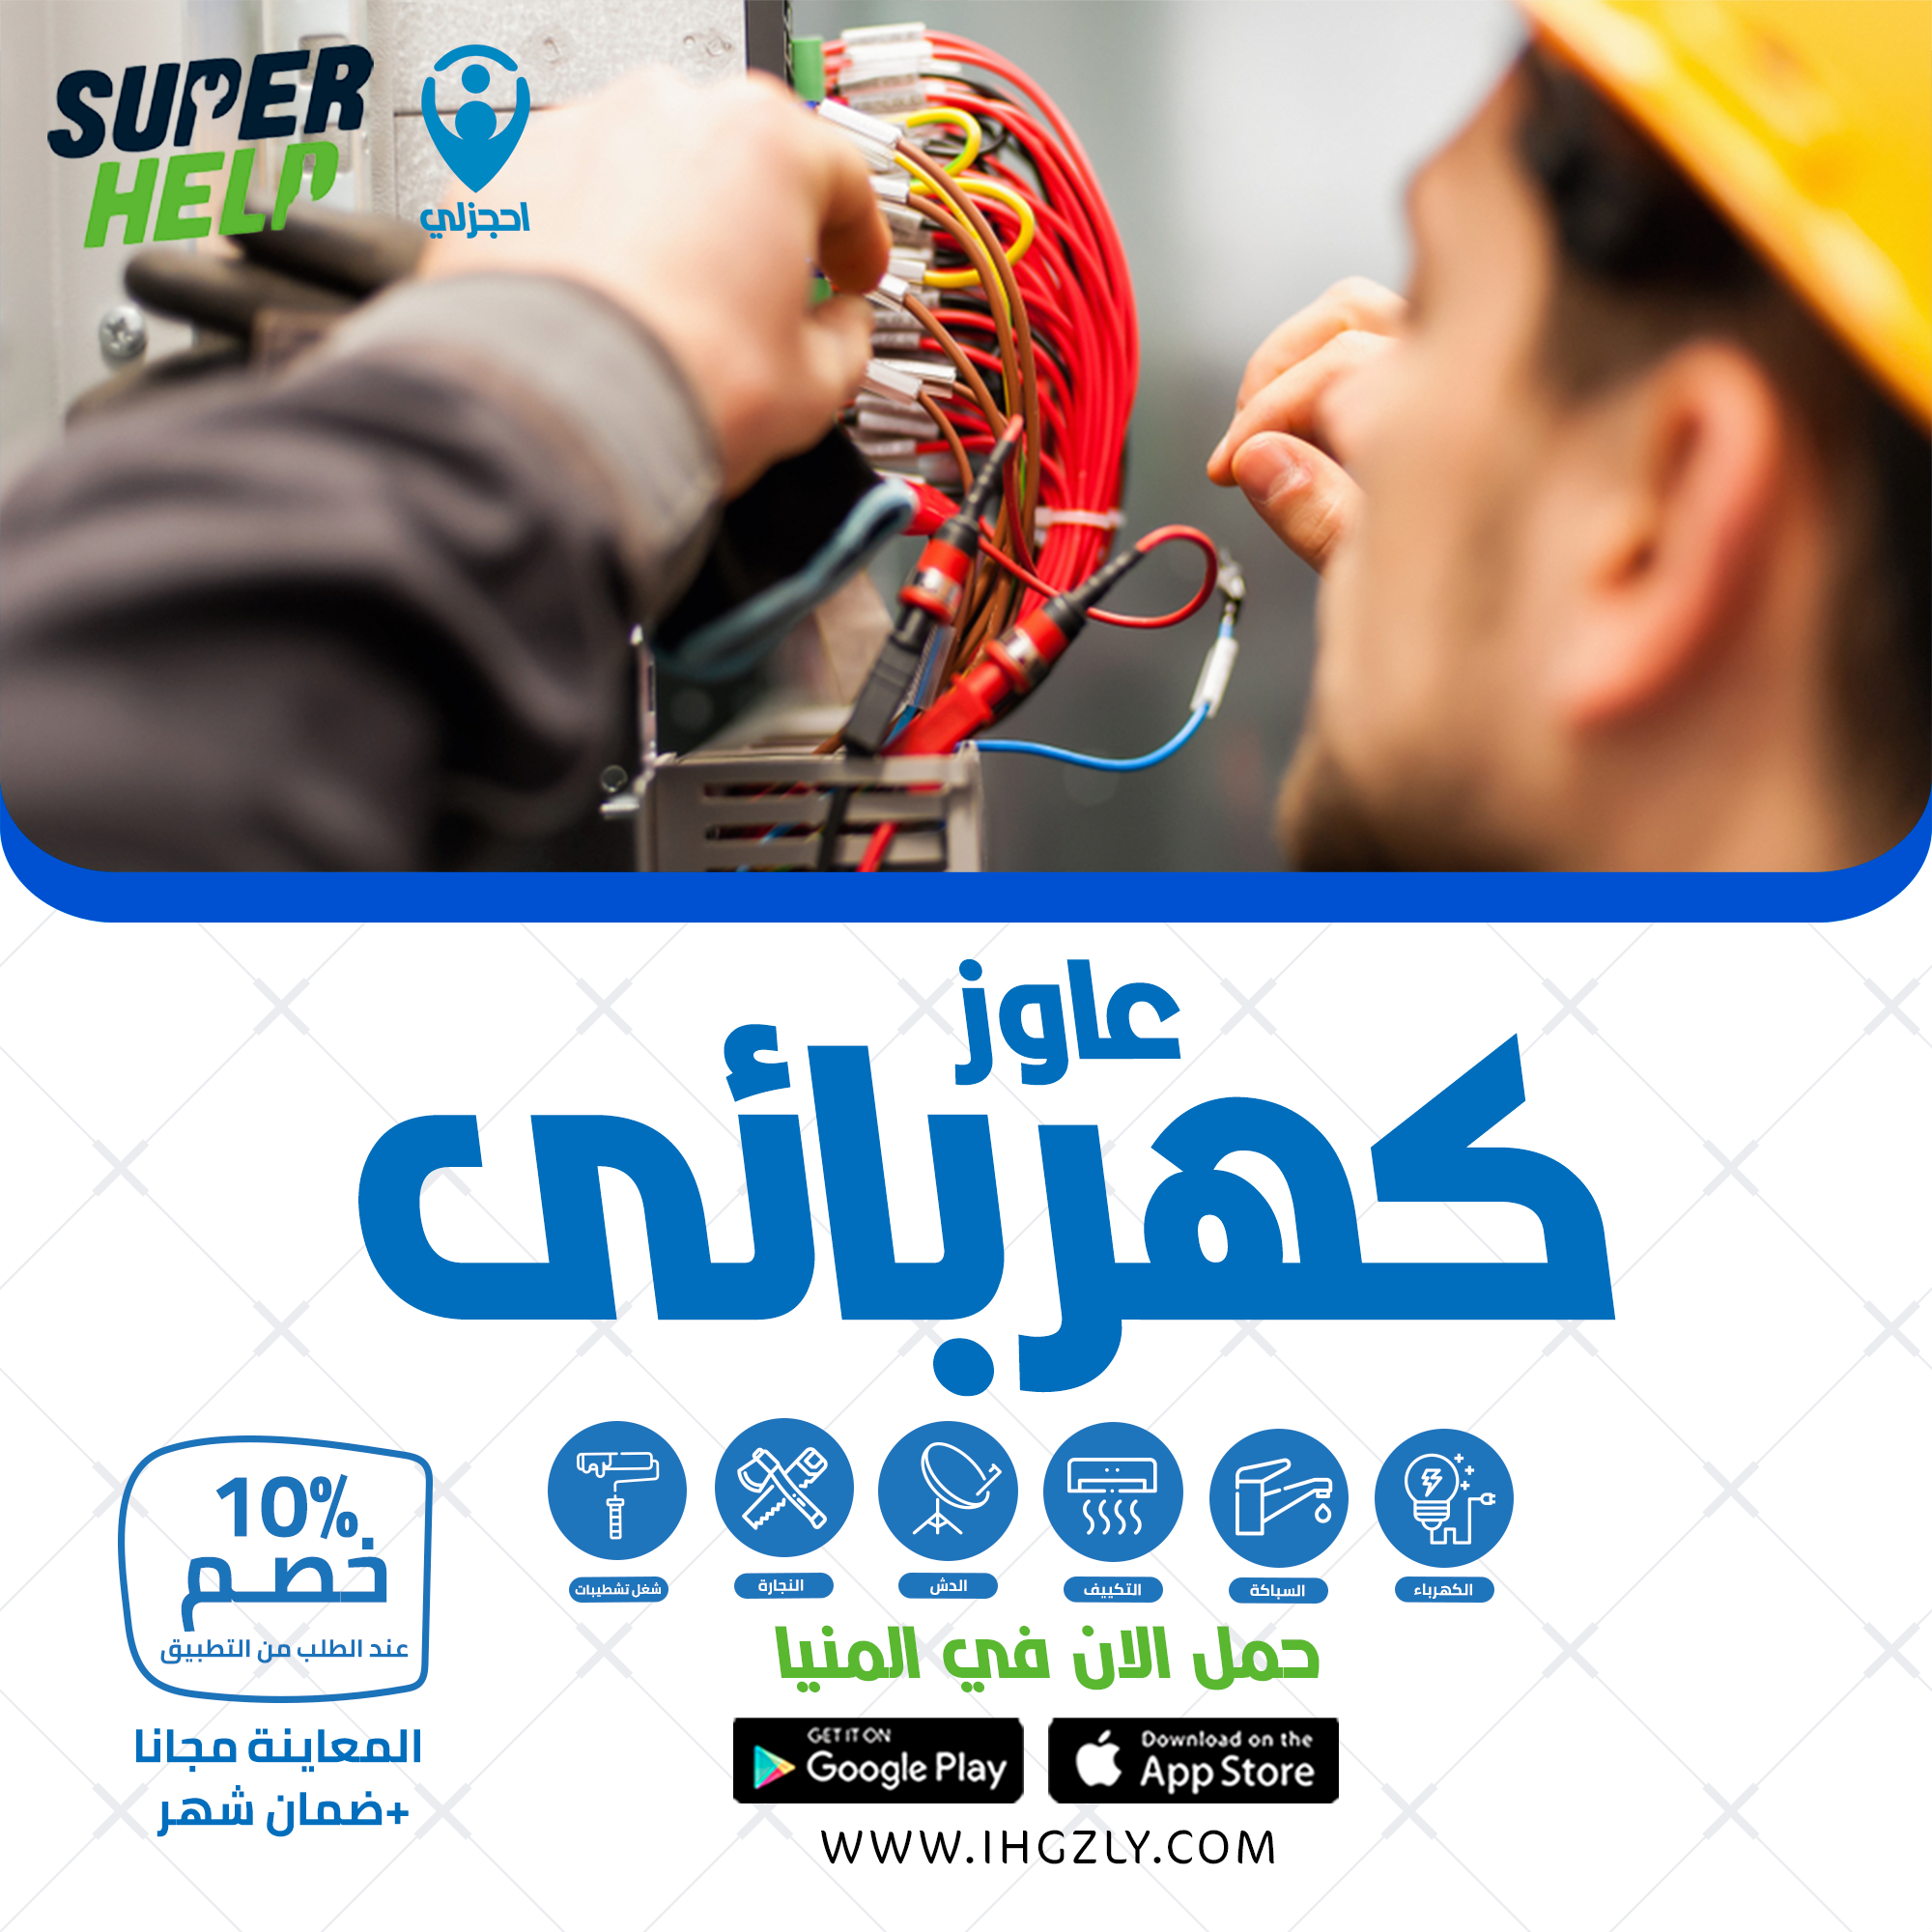 SUPER
HELP
احجزلي
عاوز
كهربائى
الكهرباء
السباكة
التكييف
الدش
النجارة
شغل تشطيبات
10%
خصم
عند الطلب من التطبيق
المعاينة مجانا
+ضمان شهر
حمل الان في المنيا
GET IT ON
Google Play
Download on the
App Store
WWW.IHGZLY.COM